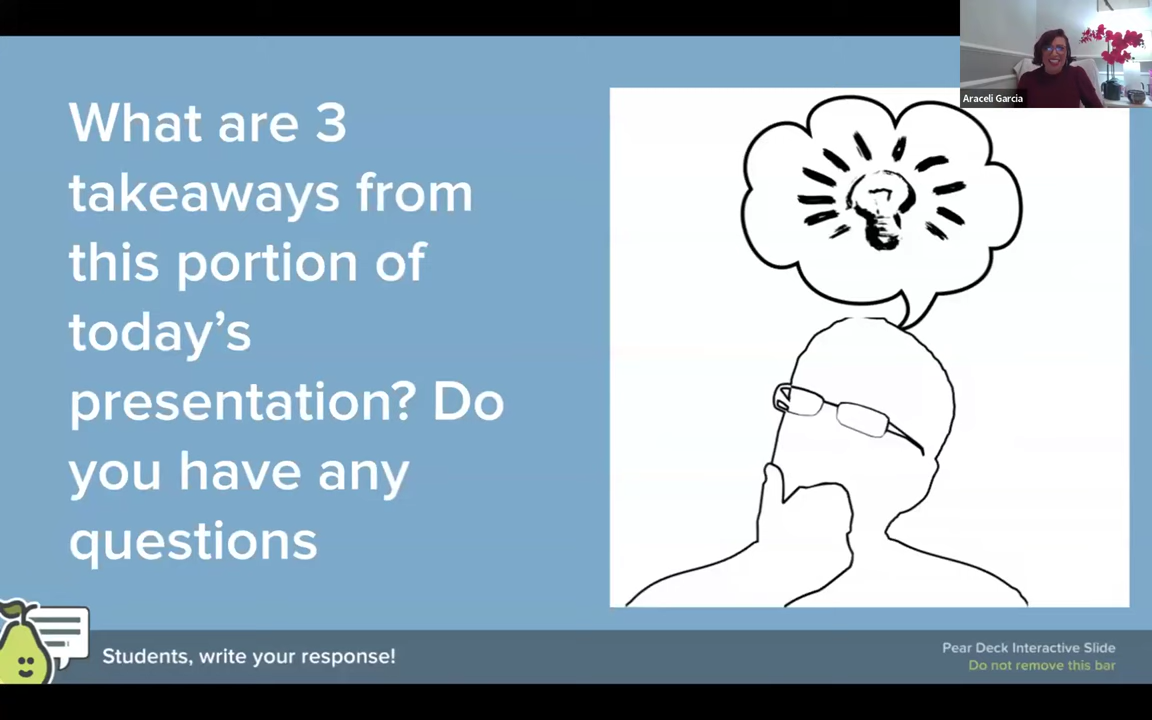 Araceli Garcia
What are 3
takeaways from
this portion of
today’s
presentation? Do
you have any
questions
Students, write your response!
Pear Deck Interactive Slide
Do not remove this bar